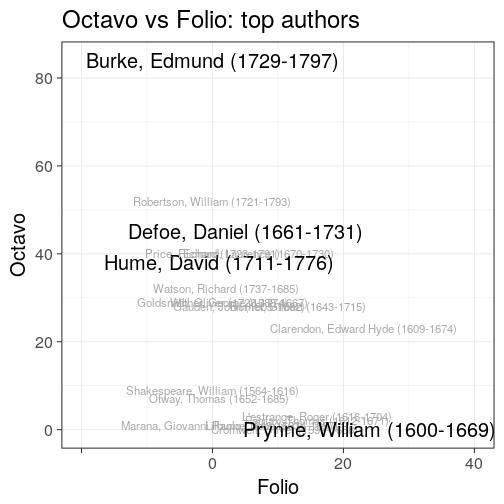 Octavo vs Folio: top authors
Burke, Edmund (1729-1797)
80
60
Robertson, William (1721-1793)
Defoe, Daniel (1661-1731)
40
Hume, David (1711-1776)
Watson, Richard (1737-1685)
(1643-1715)
Clarendon, Edward Hyde (1609-1674)
20
Shakespeare, William (1564-1616)
Otway, Thomas (1652-1685)
L'estrange, Roger (1616-1704)
Prynne, William (1600-1669)
0
0
20
40
Octavo
Folio